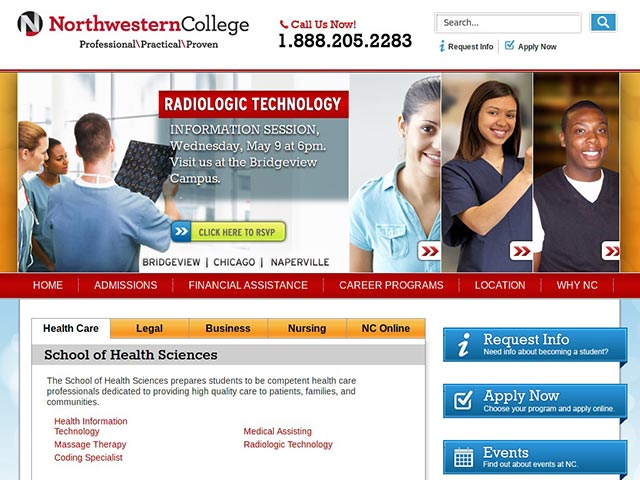 NorthwesternCollege
Professional\Practical\Proven
Call Us Now!
1.888.205.2283
Search...
Request Info
Apply Now
RADIOLOGIC TECHNOLOGY
INFORMATION SESSION,
Wednesday, May 9 at 6pm.
Visit us at the Bridgeview
Campus.
CLICK HERE TO RSVP
BRIDGEVIEW | CHICAGO | NAPERVILLE
HOME
ADMISSIONS
FINANCIAL ASSISTANCE
CAREER PROGRAMS
LOCATION
WHY NC
Health Care
Legal
Business
Nursing
NC Online
School of Health Sciences
The School of Health Sciences prepares students to be competent health care
professionals dedicated to providing high quality care to patients, families, and
communities.
Health Information
Technology
Massage Therapy
Coding Specialist
Medical Assisting
Radiologic Technology
Request Info
Need info about becoming a student?
Apply Now
Choose your program and apply online.
Events
Find out about events at NC.